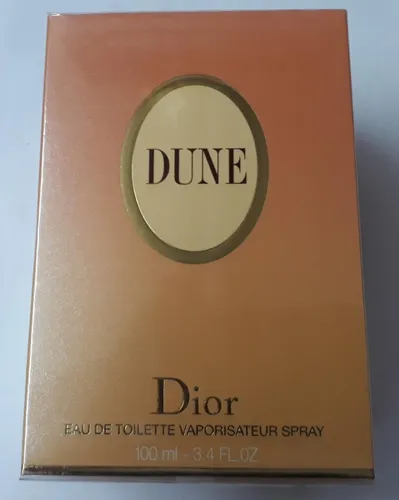 DUNE
Dior
EAU DE TOILETTE VAPORISATEUR SPRAY
100 ml - 3.4 FL.OZ